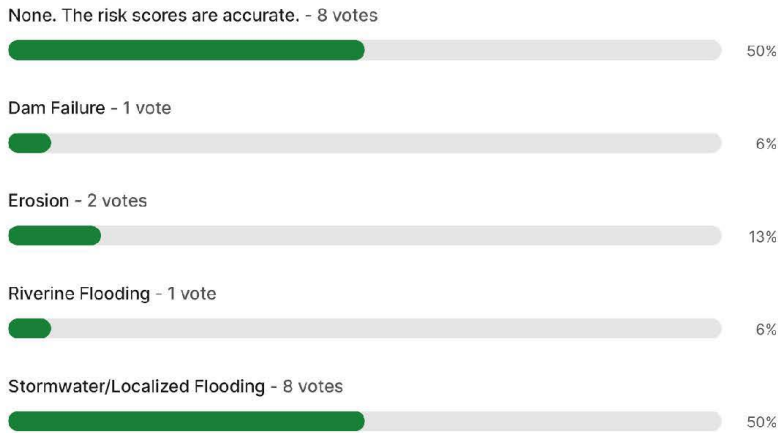 None. The risk scores are accurate. - 8 votes
50%
Dam Failure - 1 vote
6%
Erosion - 2 votes
13%
Riverine Flooding - 1 vote
6%
Stormwater/Localized Flooding - 8 votes
50%